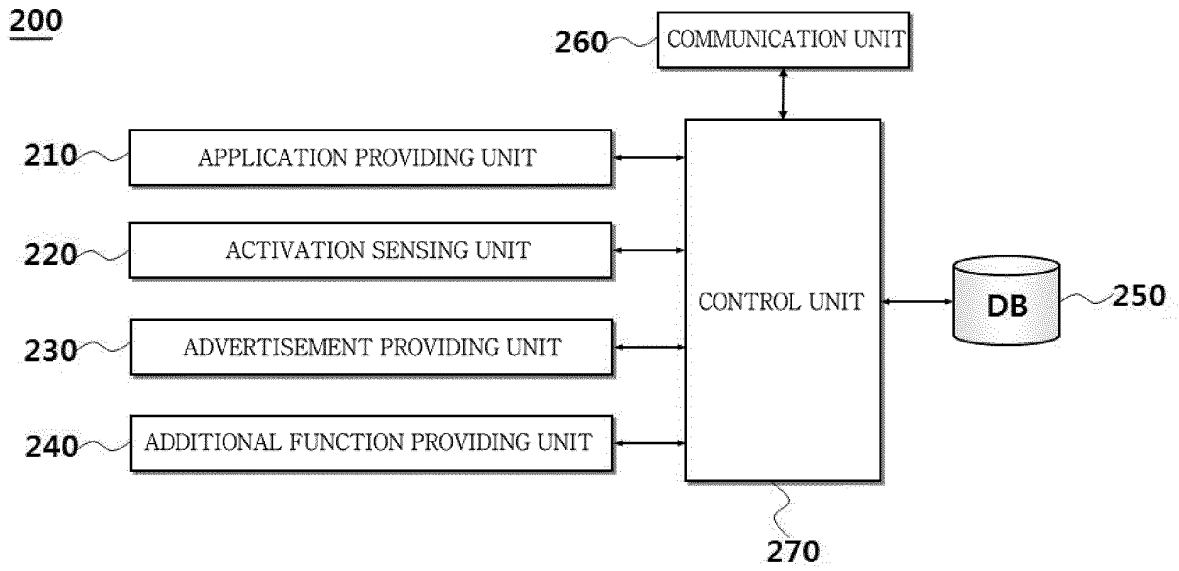 200
260 COMMUNICATION UNIT
210 APPLICATION PROVIDING UNIT
220 ACTIVATION SENSING UNIT
CONTROL UNIT
DB 250
230 ADVERTISEMENT PROVIDING UNIT
240 ADDITIONAL FUNCTION PROVIDING UNIT
270